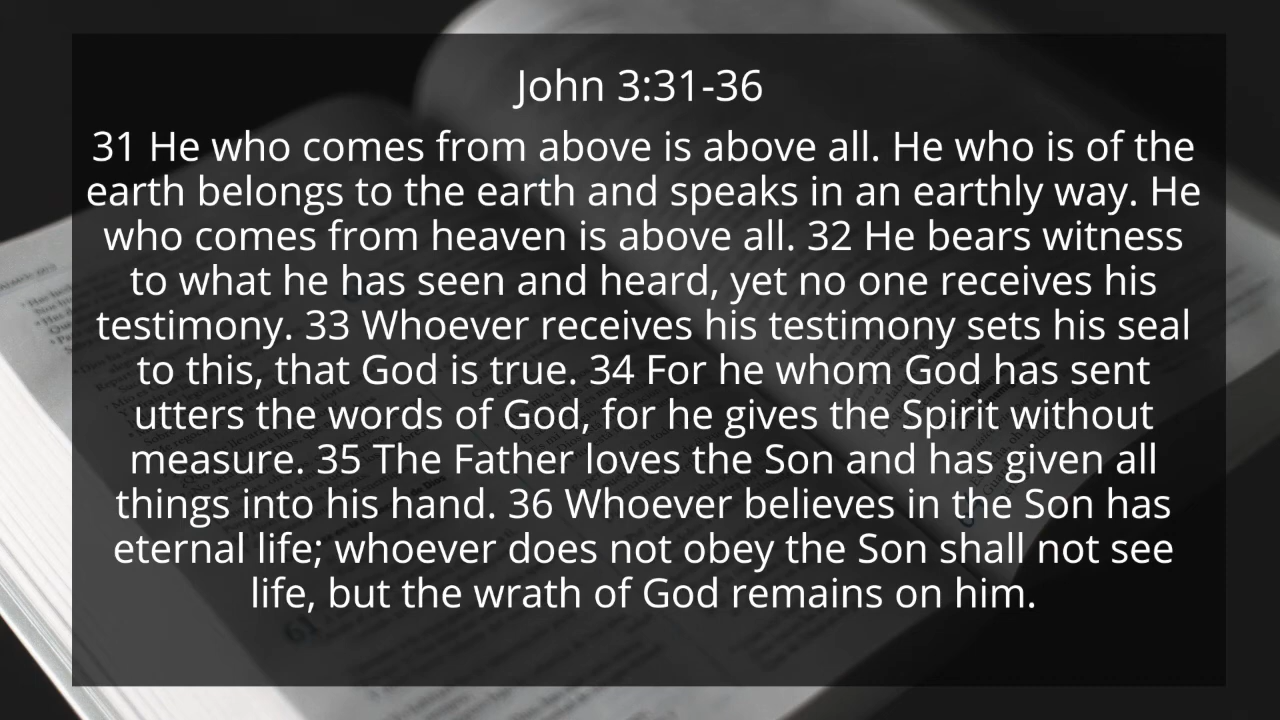 John 3:31-36
31 He who comes from above is above all. He who is of the
earth belongs to the earth and speaks in an earthly way. He
who comes from heaven is above all. 32 He bears witness
to what he has seen and heard, yet no one receives his
testimony. 33 Whoever receives his testimony sets his seal
to this, that God is true. 34 For he whom God has sent
utters the words of God, for he gives the Spirit without
measure. 35 The Father loves the Son and has given all
things into his hand. 36 Whoever believes in the Son has
eternal life; whoever does not obey the Son shall not see
life, but the wrath of God remains on him.